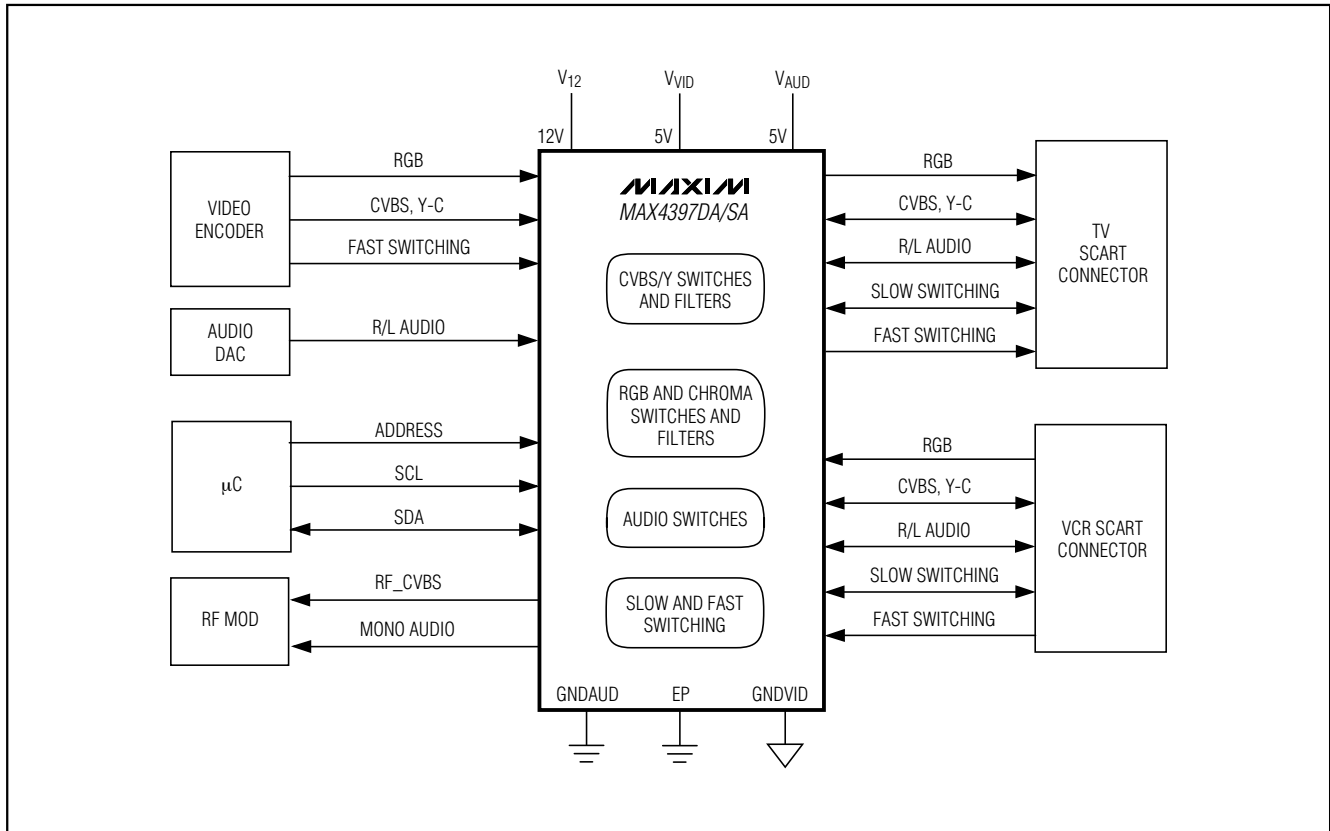 V12
VVID
VAUD
12V
5V
5V
VIDEO
ENCODER
RGB
CVBS, Y-C
FAST SWITCHING
AUDIO
DAC
R/L AUDIO
μC
ADDRESS
SCL
SDA
RF MOD
RF_CVBS
MONO AUDIO
MAXIM
MAX4397DA/SA
CVBS/Y SWITCHES
AND FILTERS
RGB AND CHROMA
SWITCHES AND
FILTERS
AUDIO SWITCHES
SLOW AND FAST
SWITCHING
GNDAUD
EP
GNDVID
RGB
CVBS, Y-C
R/L AUDIO
SLOW SWITCHING
FAST SWITCHING
TV
SCART
CONNECTOR
RGB
CVBS, Y-C
R/L AUDIO
SLOW SWITCHING
FAST SWITCHING
VCR SCART
CONNECTOR